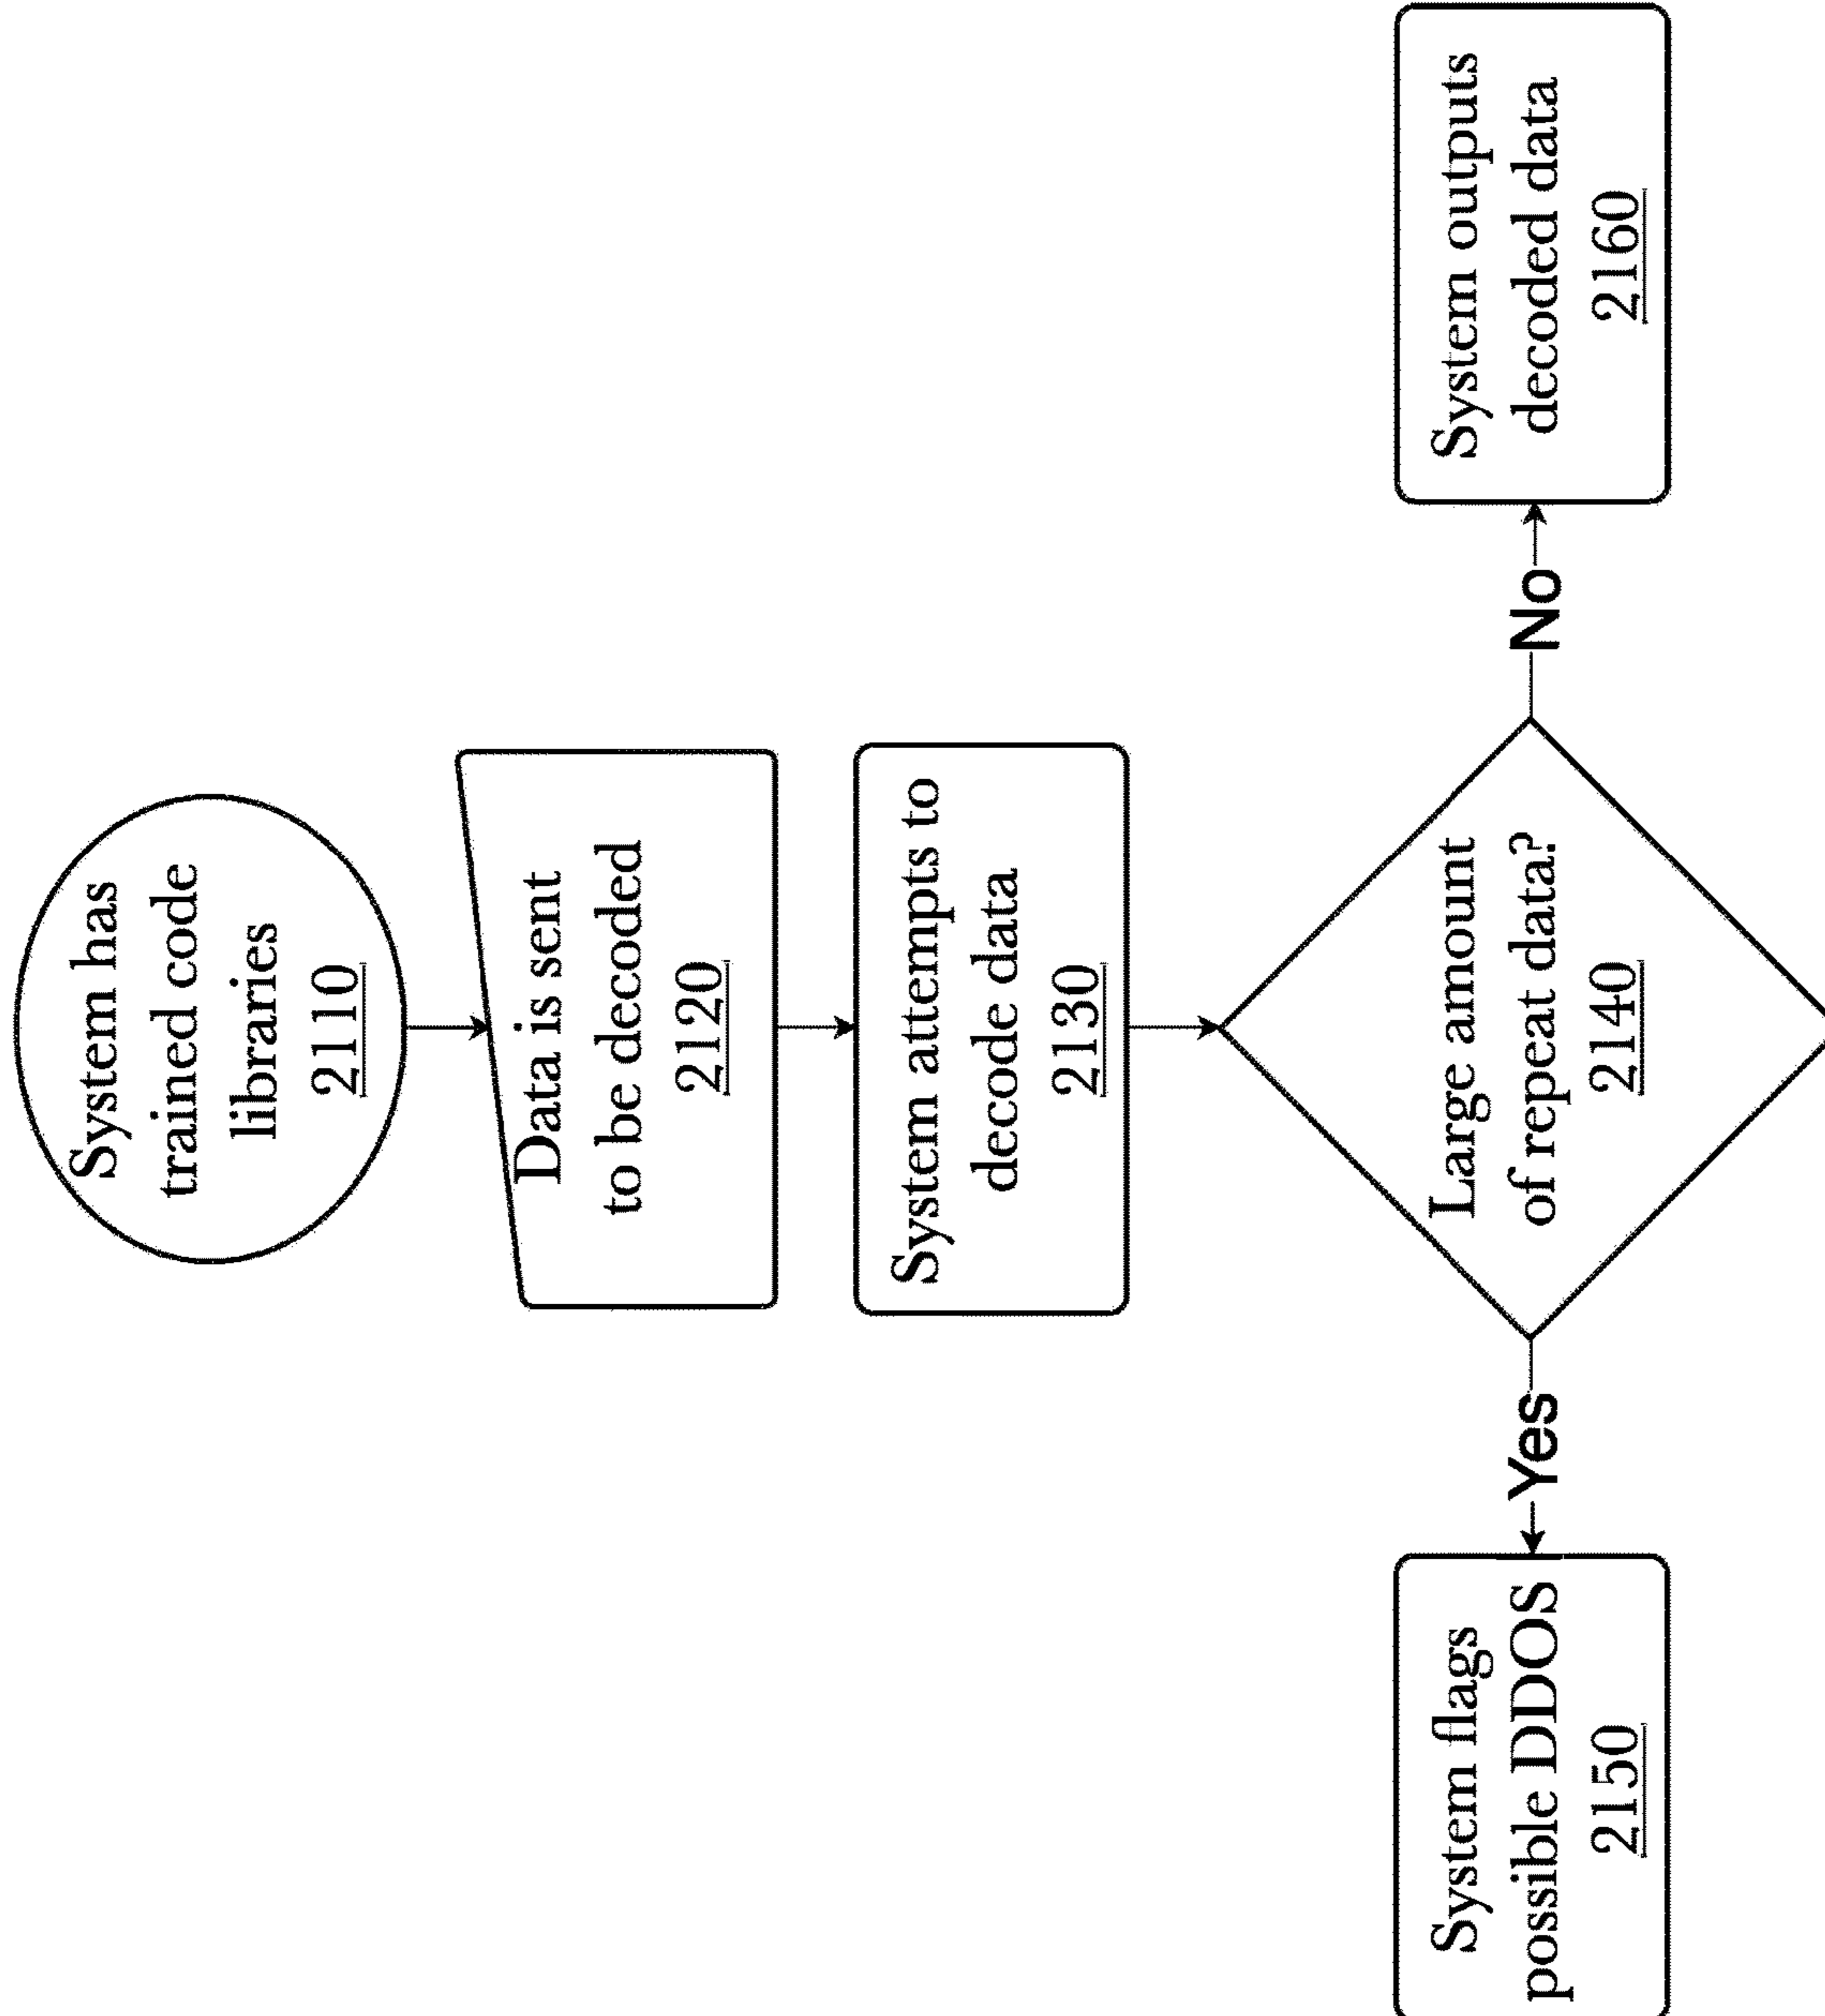 System has
trained code
libraries
2110
Data is sent
to be decoded
2120
System attempts to
decode data
2130
Large amount
of repeat data?
2140
Yes
No
System flags
possible DDOS
2150
System outputs
decoded data
2160